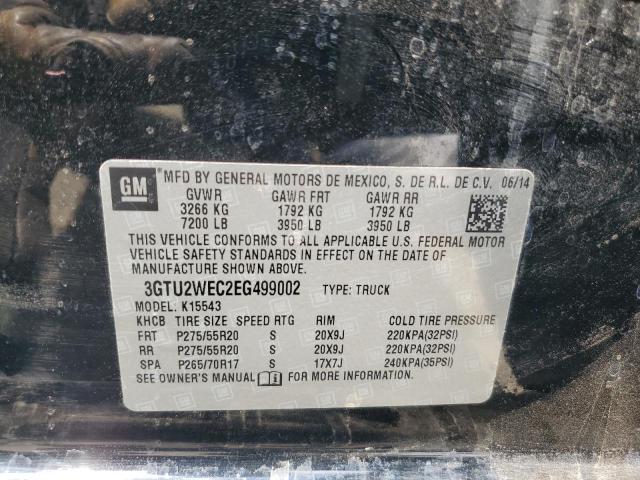 GM
MFD BY GENERAL MOTORS DE MEXICO, S. DE R.L. DE C.V. 06/14
GVWR GAWR FRT GAWR RR
3266 KG 1792 KG 1792 KG
7200 LB 3950 LB 3950 LB
THIS VEHICLE CONFORMS TO ALL APPLICABLE U.S. FEDERAL MOTOR
VEHICLE SAFETY STANDARDS IN EFFECT ON THE DATE OF
MANUFACTURE SHOWN ABOVE.
3GTU2WEC2EG499002 TYPE: TRUCK
MODEL: K15543
KHCB TIRE SIZE SPEED RTG RIM COLD TIRE PRESSURE
FRT P275/55R20 S 20X9J 220KPA(32PSI)
RR P275/55R20 S 20X9J 220KPA(32PSI)
SPA P265/70R17 S 17X7J 240KPA(35PSI)
SEE OWNER'S MANUAL FOR MORE INFORMATION